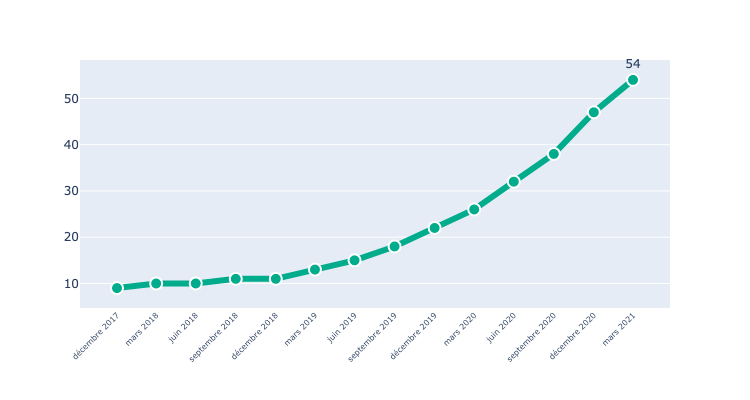 54
50
40
30
20
10
décembre 2017
mars 2018
juin 2018
septembre 2018
décembre 2018
mars 2019
juin 2019
septembre 2019
décembre 2019
mars 2020
juin 2020
septembre 2020
décembre 2020
mars 2021